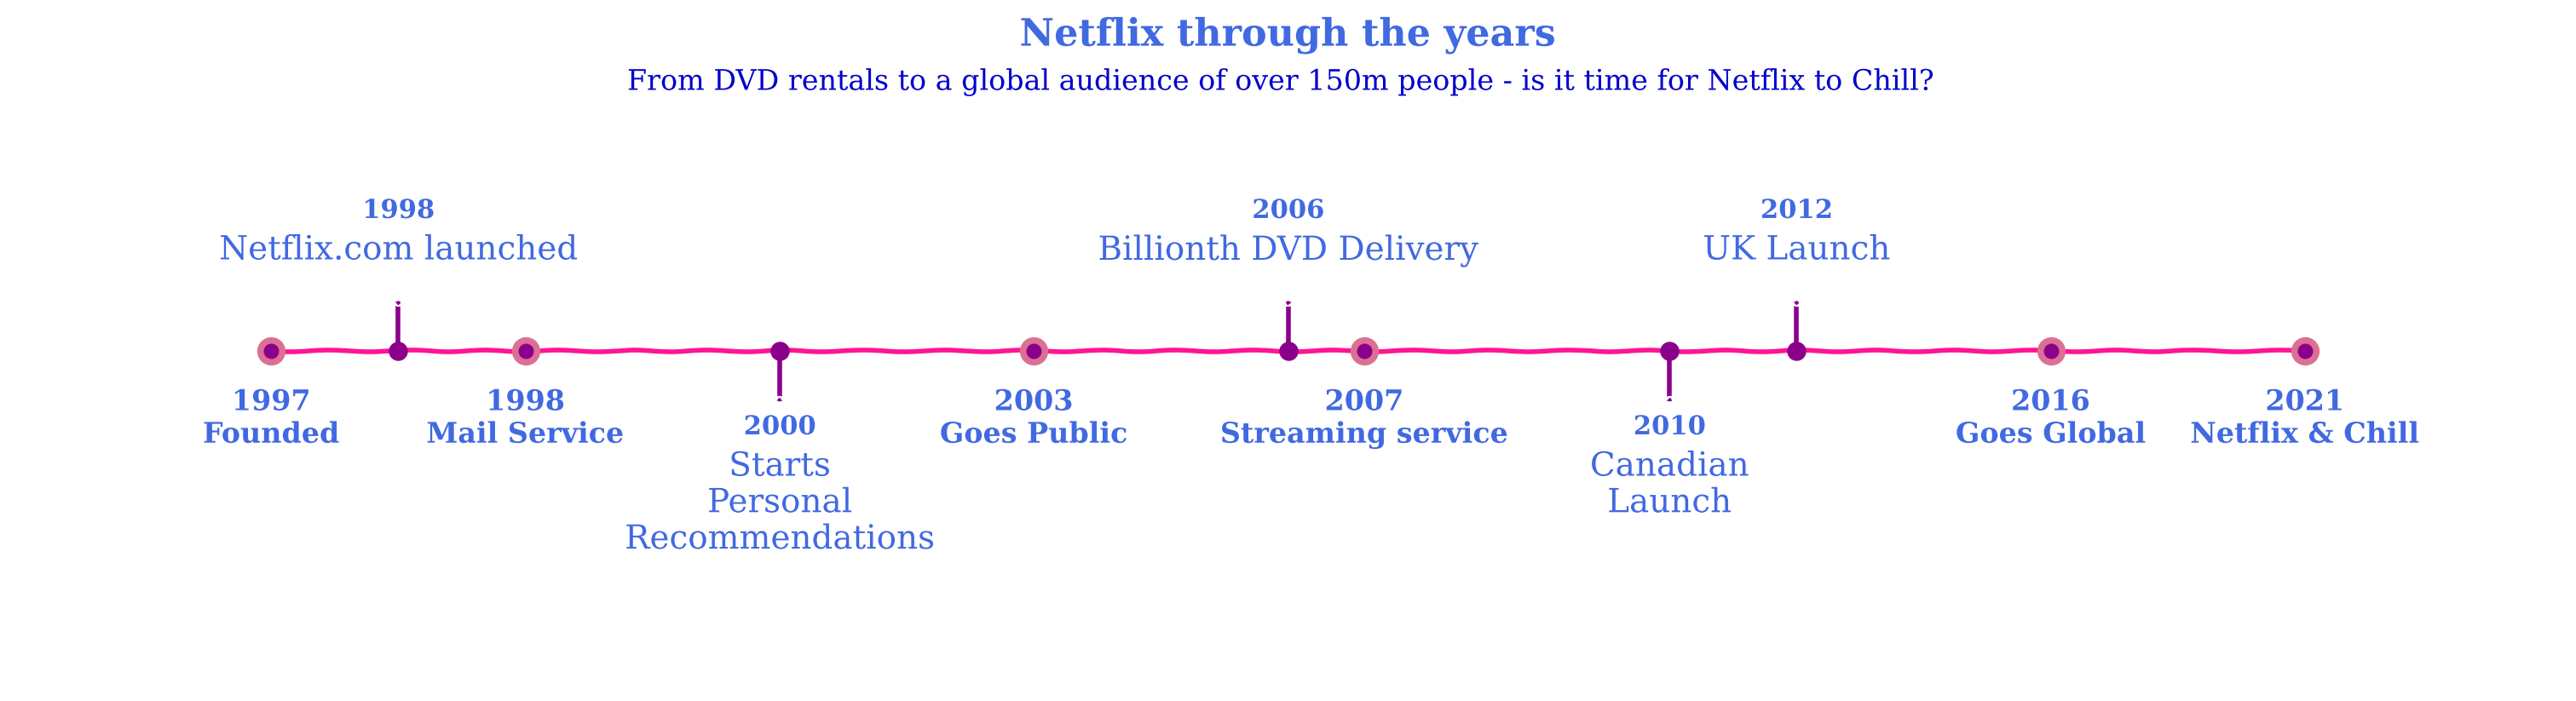 Netflix through the years
From DVD rentals to a global audience of over 150m people - is it time for Netflix to Chill?
1998
Netflix.com launched
2006
Billionth DVD Delivery
2012
UK Launch
1997
Founded
1998
Mail Service
2000
Starts
Personal
Recommendations
2003
Goes Public
2007
Streaming service
2010
Canadian
Launch
2016
Goes Global
2021
Netflix & Chill